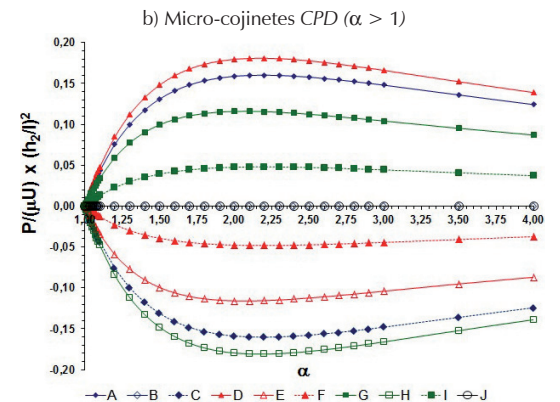 b) Micro-cojinetes CPD (α > 1)
P/(μU) x (h₂/l)²
0,20
0,15
0,10
0,05
0,00
-0,05
-0,10
-0,15
-0,20
1,00 1,25 1,50 1,75 2,00 2,25 2,50 2,75 3,00 3,25 3,50 3,75 4,00
α
A B C D E F G H I J